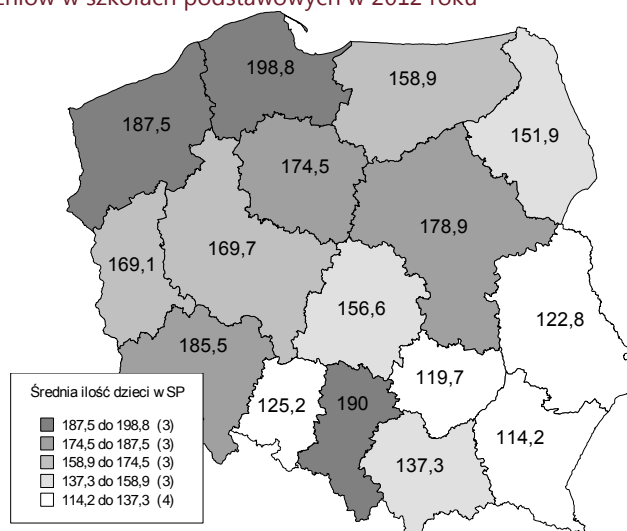 uczniów w szkołach podstawowych w 2012 roku
198,8
158,9
187,5
151,9
174,5
178,9
169,7
169,1
156,6
122,8
185,5
119,7
125,2
190
114,2
137,3
Średnia ilość dzieci w SP
187,5 do 198,8 (3)
174,5 do 187,5 (3)
158,9 do 174,5 (3)
137,3 do 158,9 (3)
114,2 do 137,3 (4)